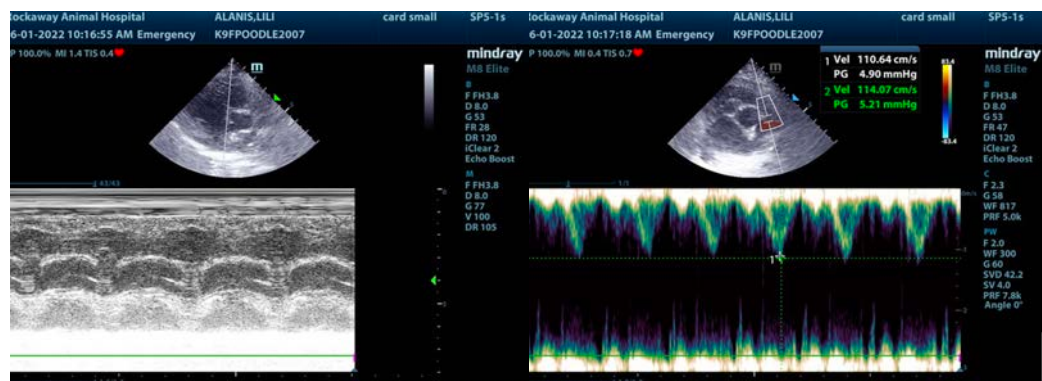 lockaway Animal Hospital ALANIS,LILI card small SP5-1s
6-01-2022 10:16:55 AM Emergency K9FPOODLE2007
P 100.0% MI 1.4 TIS 0.4
mindray
M8 Elite
m
B
F FH3.8
D 8.0
G 53
FR 28
DR 120
iClear 2
Echo Boost
M
F FH3.8
D 8.0
G 77
V 100
DR 105
43/43
ockaway Animal Hospital ALANIS,LILI card small SP5-1s
6-01-2022 10:17:18 AM Emergency K9FPOODLE2007
P 100.0% MI 0.4 TIS 0.7
1 Vel 110.64 cm/s
PG 4.90 mmHg
2 Vel 114.07 cm/s
PG 5.21 mmHg
83.4
-83.4
mindray
M8 Elite
m
B
F FH3.8
D 8.0
G 53
FR 47
DR 120
iClear 2
Echo Boost
C
F 2.3
G 58
WF 817
PRF 5.0k
PW
F 2.0
WF 300
G 60
SVD 42.2
SV 4.0
PRF 7.8k
Angle 0°
1/1
1